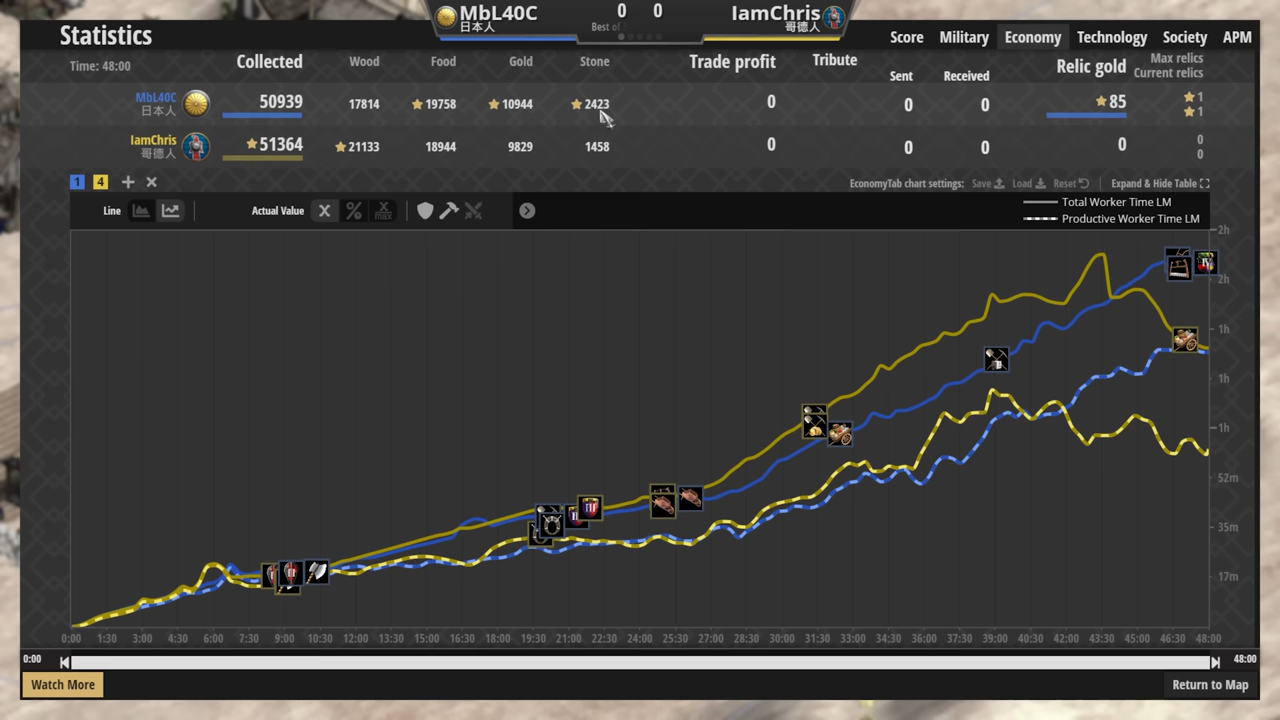 MbL40C
日本人
0 0
Best of
IamChris
哥德人
Statistics
Score Military Economy Technology Society APM
Time: 48:00
Collected Wood Food Gold Stone Trade profit Tribute Sent Received Relic gold Max relics
Current relics
MbL40C
日本人
50939 17814 19758 10944 2423 0 0 0 85 1
1
IamChris
哥德人
51364 21133 18944 9829 1458 0 0 0 0 0
0
1 4
EconomyTab chart settings: Save Load Reset Expand & Hide Table
Line Actual Value X % X/max
Total Worker Time LM
Productive Worker Time LM
2h
2h
1h
1h
1h
52m
35m
17m
0:00 1:30 3:00 4:30 6:00 7:30 9:00 10:30 12:00 13:30 15:00 16:30 18:00 19:30 21:00 22:30 24:00 25:30 27:00 28:30 30:00 31:30 33:00 34:30 36:00 37:30 39:00 40:30 42:00 43:30 45:00 46:30 48:00
0:00 48:00
Watch More Return to Map